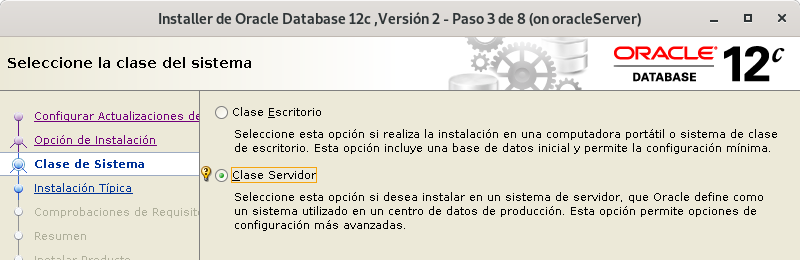 Installer de Oracle Database 12c ,Versión 2 - Paso 3 de 8 (on oracleServer)
Seleccione la clase del sistema
ORACLE
DATABASE
12c
Configurar Actualizaciones de
Opción de Instalación
Clase de Sistema
Instalación Típica
Comprobaciones de Requisito
Resumen
Instalar Producto
Clase Escritorio
Seleccione esta opción si realiza la instalación en una computadora portátil o sistema de clase
de escritorio. Esta opción incluye una base de datos inicial y permite la configuración mínima.
Clase Servidor
Seleccione esta opción si desea instalar en un sistema de servidor, que Oracle define como
un sistema utilizado en un centro de datos de producción. Esta opción permite opciones de
configuración más avanzadas.